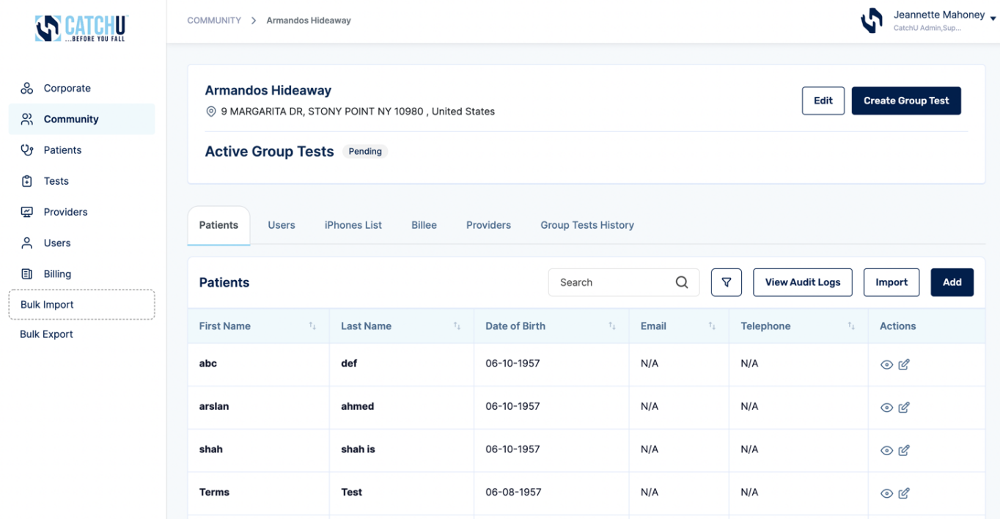 CATCHU
...BEFORE YOU FALL
COMMUNITY > Armandos Hideaway
Jeannette Mahoney
CatchU Admin,Sup...
Corporate
Community
Patients
Tests
Providers
Users
Billing
Bulk Import
Bulk Export
Armandos Hideaway
9 MARGARITA DR, STONY POINT NY 10980 , United States
Edit
Create Group Test
Active Group Tests Pending
Patients Users iPhones List Billee Providers Group Tests History
Patients
Search
View Audit Logs
Import
Add
First Name Last Name Date of Birth Email Telephone Actions
abc def 06-10-1957 N/A N/A
arslan ahmed 06-10-1957 N/A N/A
shah shah is 06-10-1957 N/A N/A
Terms Test 06-08-1957 N/A N/A